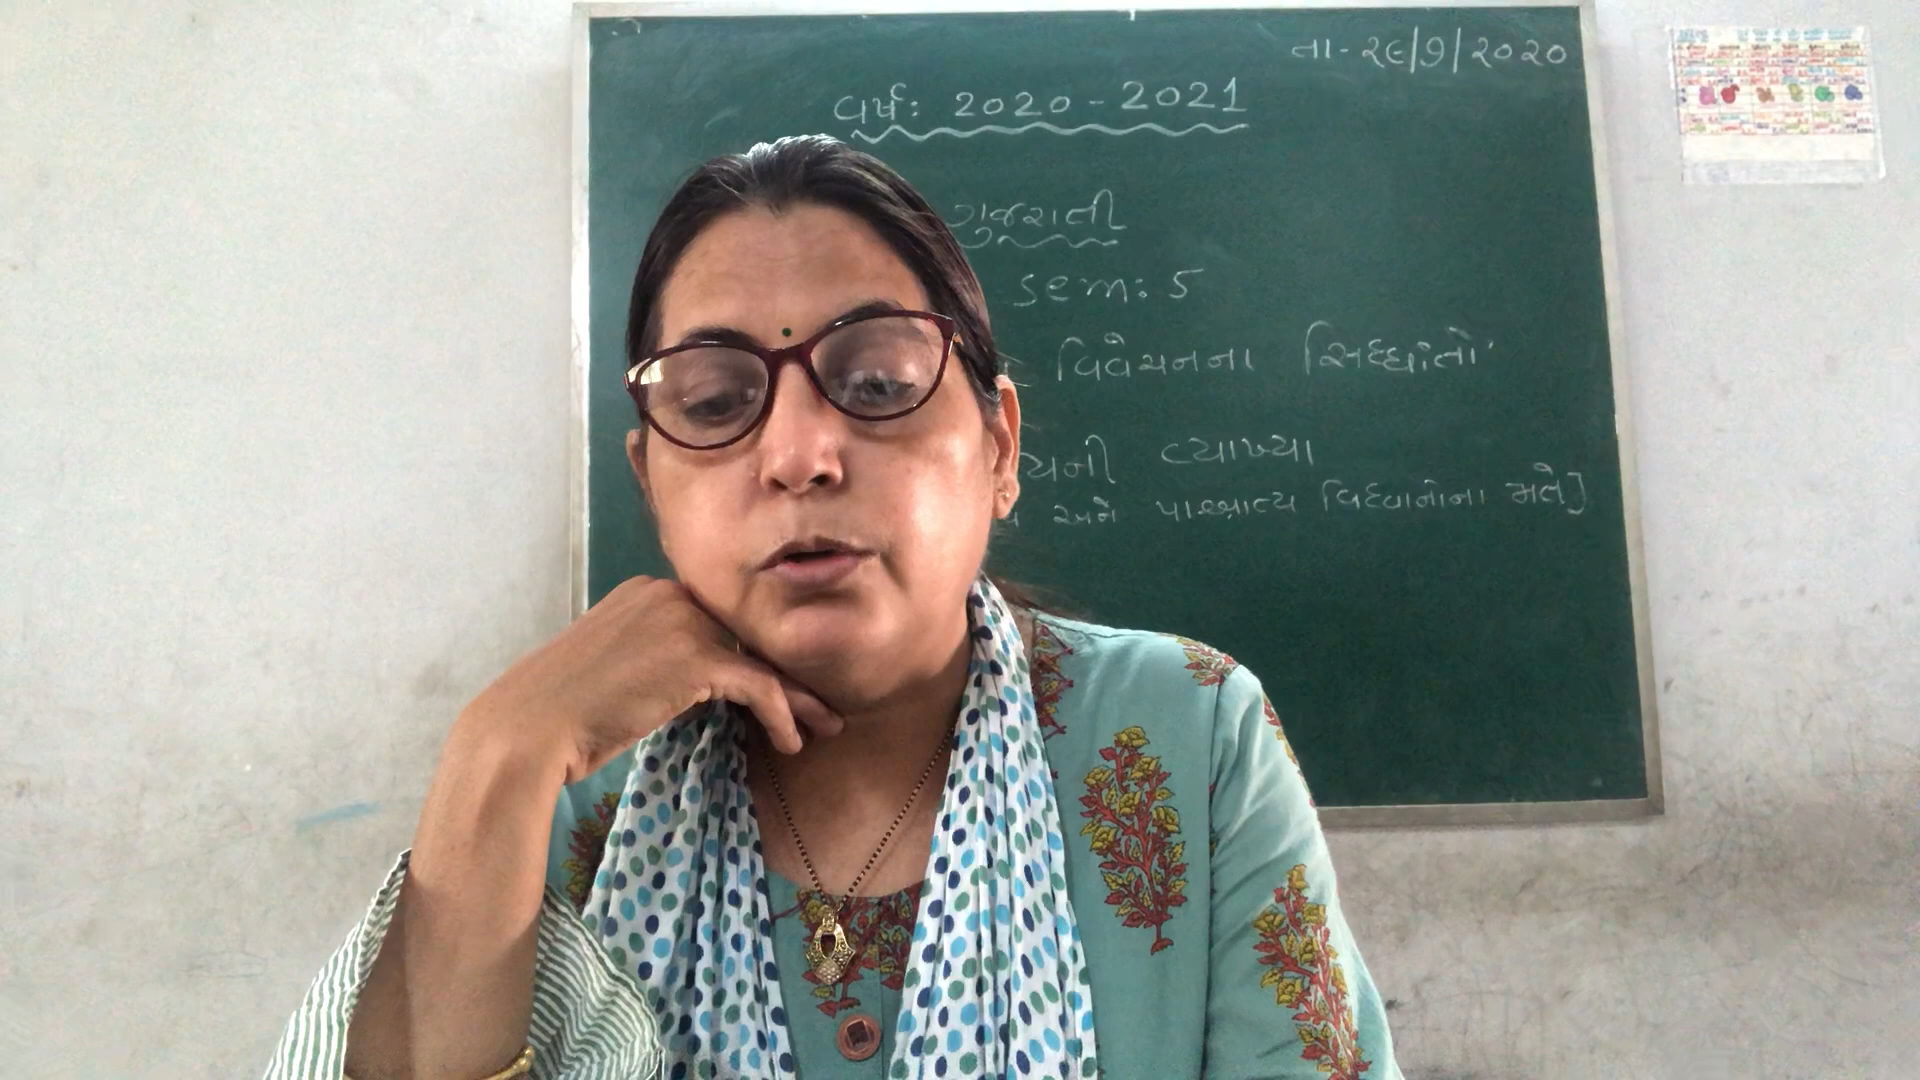 તા-૨૯/૭/૨૦૨૦
વર્ષ: 2020-2021
ગુજરાતી
sem: 5
વિવેચનના સિદ્ધાંતો'
વ્યાખ્યા
અને પાશ્ચાત્ય વિદ્વાનોના મતે]